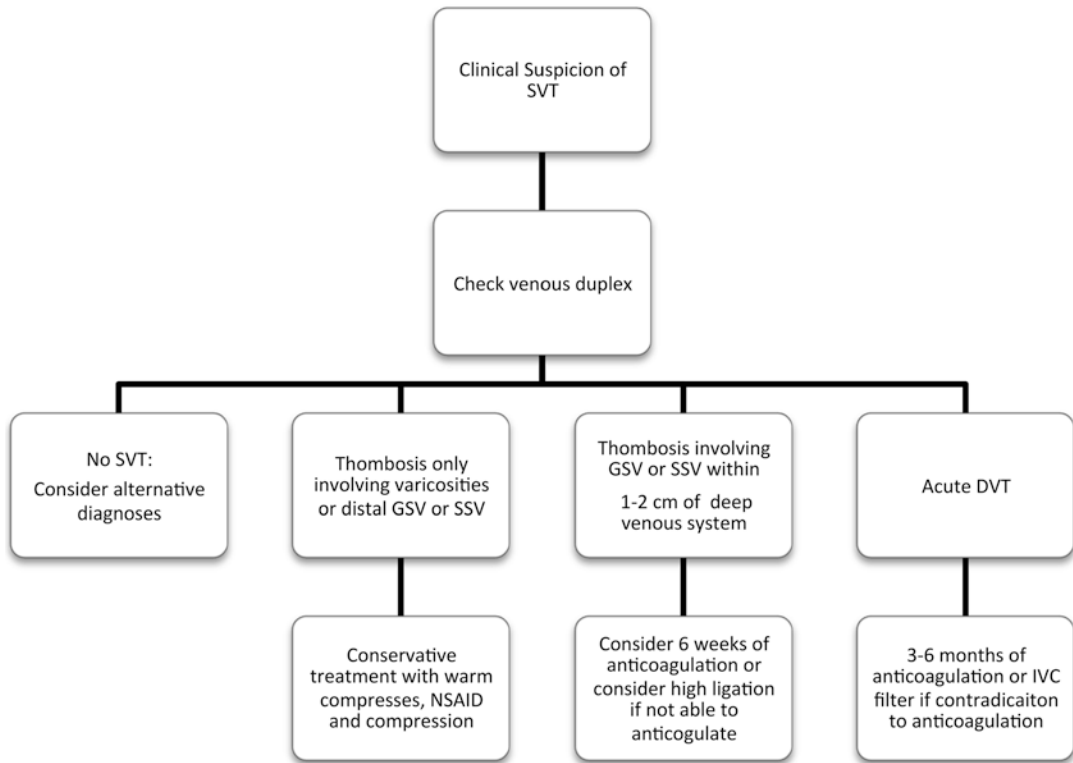 Clinical Suspicion of
SVT
Check venous duplex
No SVT:
Consider alternative
diagnoses
Thombosis only
involving varicosities
or distal GSV or SSV
Thombosis involving
GSV or SSV within
1-2 cm of deep
venous system
Acute DVT
Conservative
treatment with warm
compresses, NSAID
and compression
Consider 6 weeks of
anticoagulation or
consider high ligation
if not able to
anticogulate
3-6 months of
anticoagulation or IVC
filter if contradicaiton
to anticoagulation